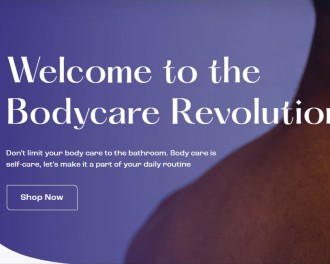 Welcome to the
Bodycare Revolution
Don't limit your body care to the bathroom. Body care is
self-care, let's make it a part of your daily routine
Shop Now